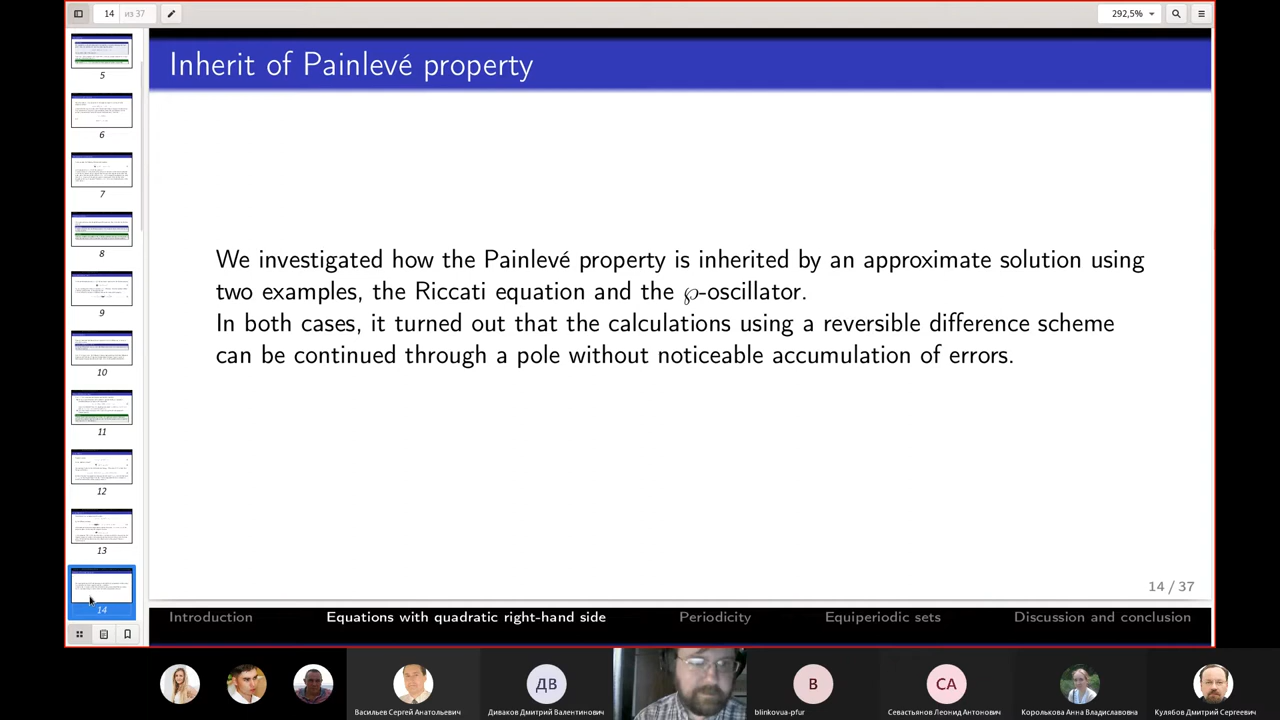 14 из 37
292,5%
Inherit of Painlevé property
5
6
7
8
9
10
11
12
13
14
We investigated how the Painlevé property is inherited by an approximate solution using
two examples, the Riccati equation and the ℘-oscillator.
In both cases, it turned out that the calculations using a reversible difference scheme
can be continued through a pole without noticeable accumulation of errors.
14 / 37
Introduction Equations with quadratic right-hand side Periodicity Equiperiodic sets Discussion and conclusion
ДВ B СА
Васильев Сергей Анатольевич Диваков Дмитрий Валентинович blinkovua-pfur Севастьянов Леонид Антонович Королькова Анна Владиславовна Кулябов Дмитрий Сергеевич